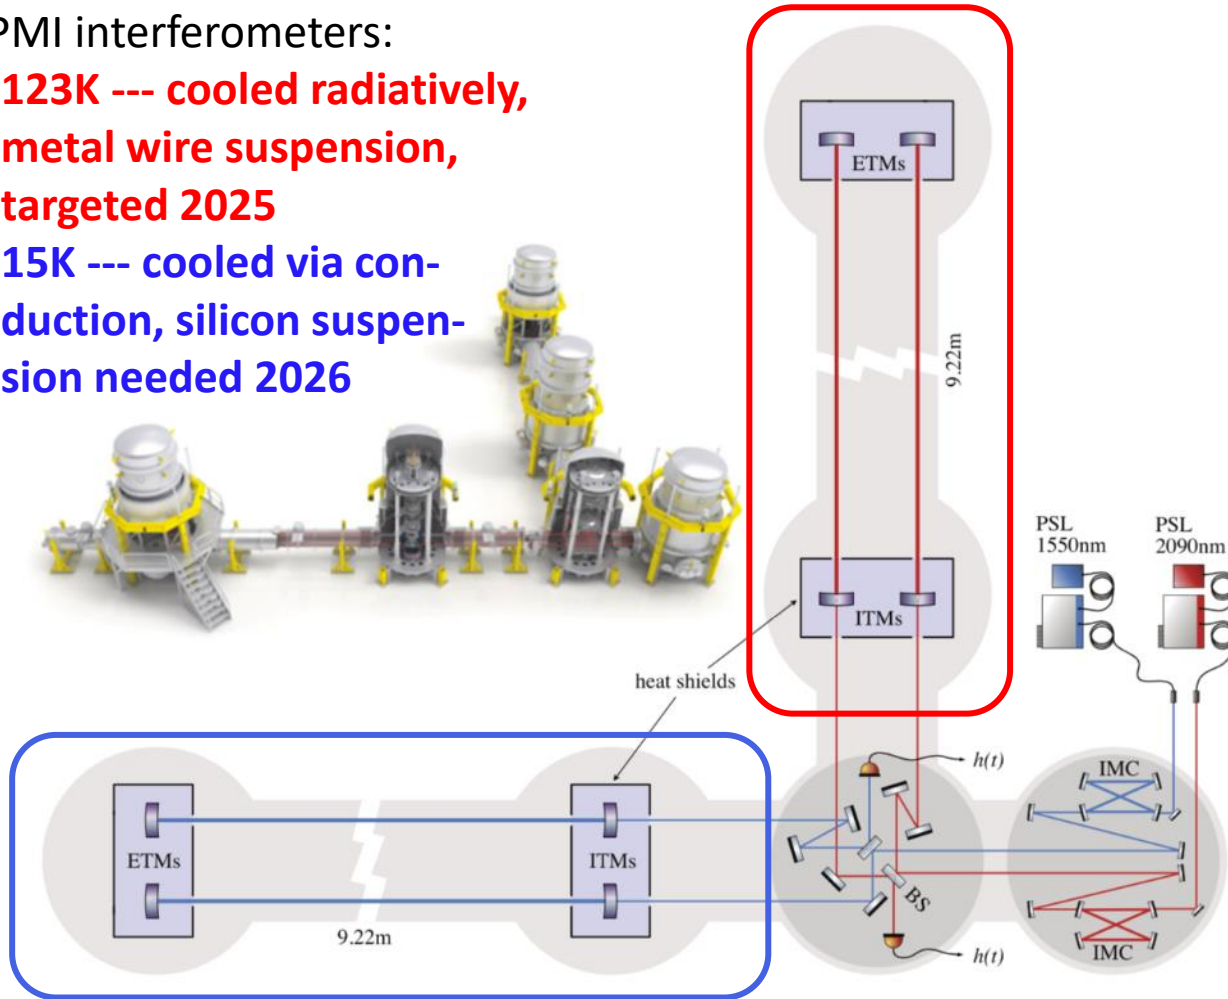 PMI interferometers:
123K --- cooled radiatively,
metal wire suspension,
targeted 2025
15K --- cooled via con-
duction, silicon suspen-
sion needed 2026
ETMs
9.22m
ITMs
heat shields
PSL
1550nm
PSL
2090nm
h(t)
IMC
ETMs
ITMs
BS
9.22m
h(t)
IMC